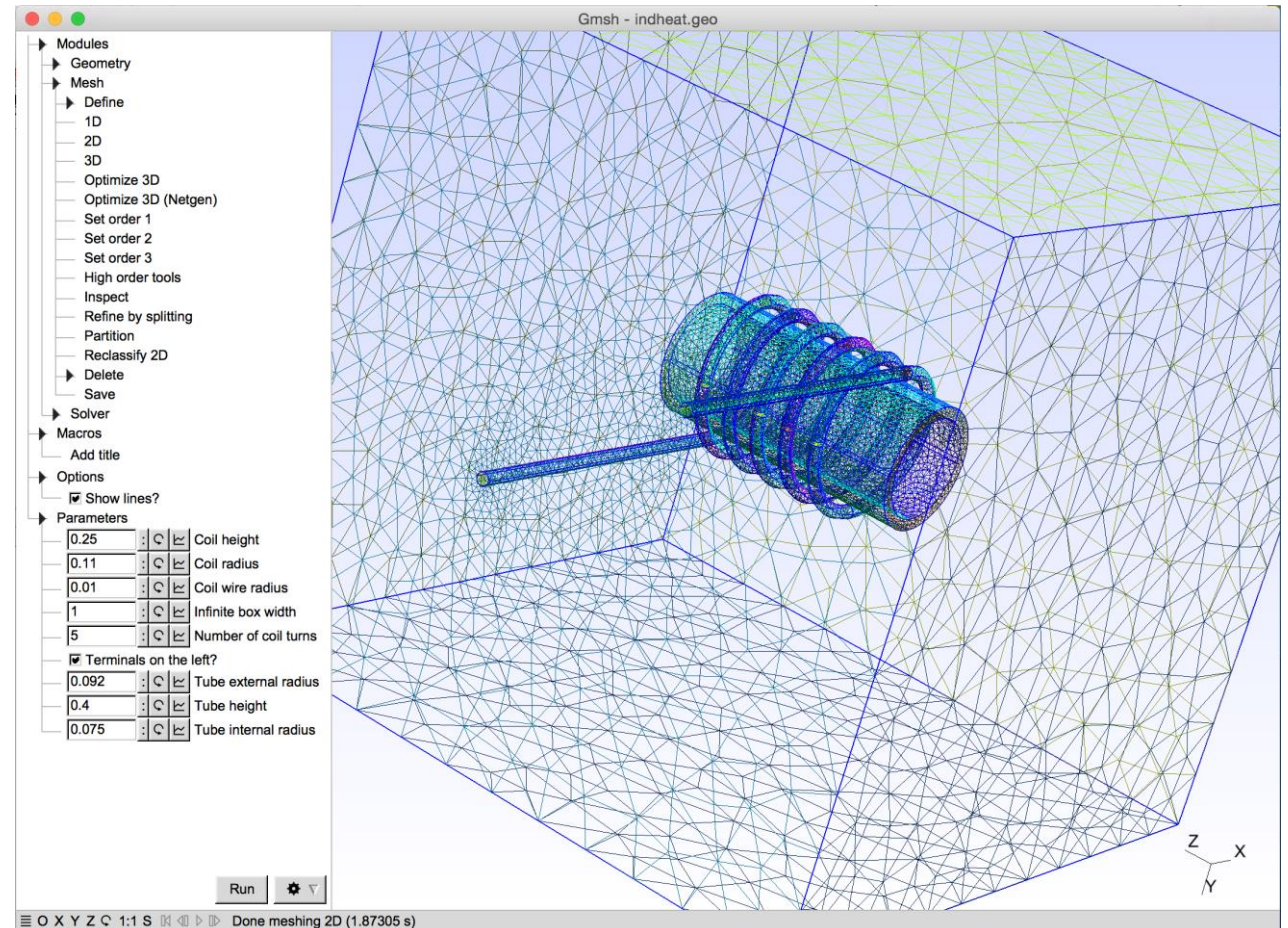 Gmsh - indheat.geo
Modules
Geometry
Mesh
Define
1D
2D
3D
Optimize 3D
Optimize 3D (Netgen)
Set order 1
Set order 2
Set order 3
High order tools
Inspect
Refine by splitting
Partition
Reclassify 2D
Delete
Save
Solver
Macros
Add title
Options
Show lines?
Parameters
0.25 : Coil height
0.11 : Coil radius
0.01 : Coil wire radius
1 : Infinite box width
5 : Number of coil turns
Terminals on the left?
0.092 : Tube external radius
0.4 : Tube height
0.075 : Tube internal radius
Run
Z X
Y
O X Y Z 1:1 S Done meshing 2D (1.87305 s)